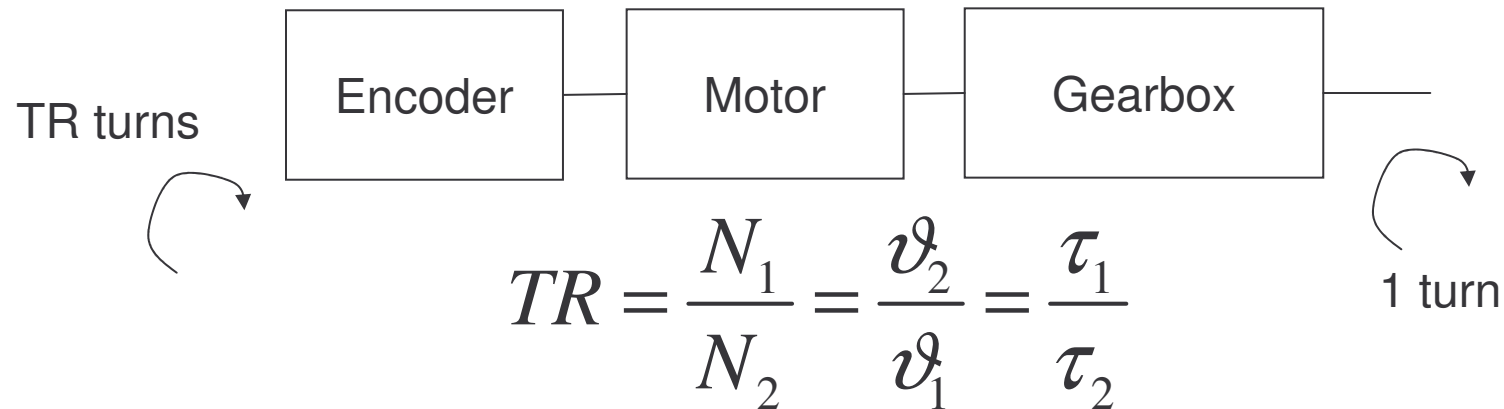 Encoder
Motor
Gearbox
TR turns
TR = N₁/N₂ = ϑ₂/ϑ₁ = τ₁/τ₂
1 turn